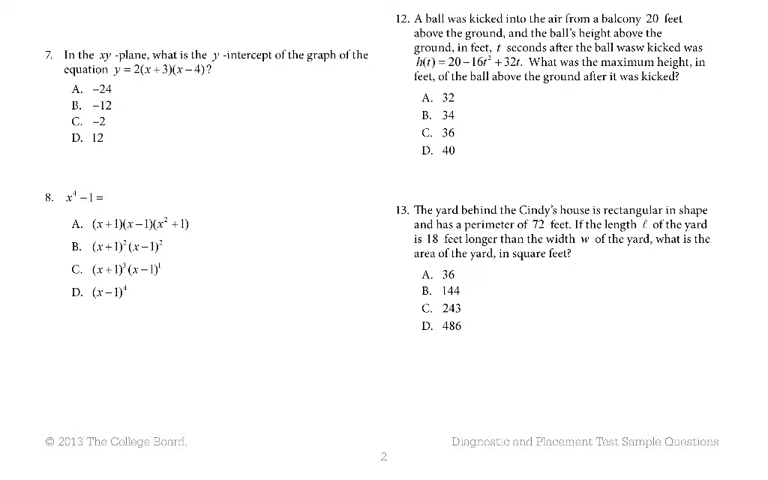 7. In the xy -plane, what is the y -intercept of the graph of the
equation y = 2(x + 3)(x − 4)?
A. −24
B. −12
C. −2
D. 12
8. x⁴ − 1 =
A. (x + 1)(x − 1)(x² + 1)
B. (x + 1)²(x − 1)²
C. (x + 1)³(x − 1)¹
D. (x − 1)⁴
12. A ball was kicked into the air from a balcony 20 feet
above the ground, and the ball's height above the
ground, in feet, t seconds after the ball wasw kicked was
h(t) = 20 − 16t² + 32t. What was the maximum height, in
feet, of the ball above the ground after it was kicked?
A. 32
B. 34
C. 36
D. 40
13. The yard behind the Cindy's house is rectangular in shape
and has a perimeter of 72 feet. If the length ℓ of the yard
is 18 feet longer than the width w of the yard, what is the
area of the yard, in square feet?
A. 36
B. 144
C. 243
D. 486
© 2013 The College Board.
Diagnostic and Placement Test Sample Questions
2